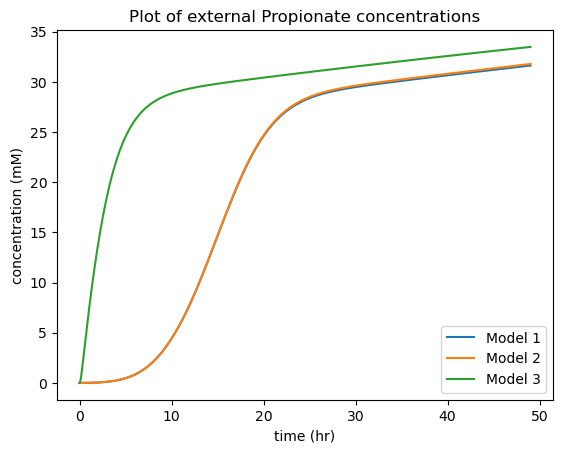 Plot of external Propionate concentrations
concentration (mM)
35
30
25
20
15
10
5
0
0 10 20 30 40 50
time (hr)
Model 1
Model 2
Model 3